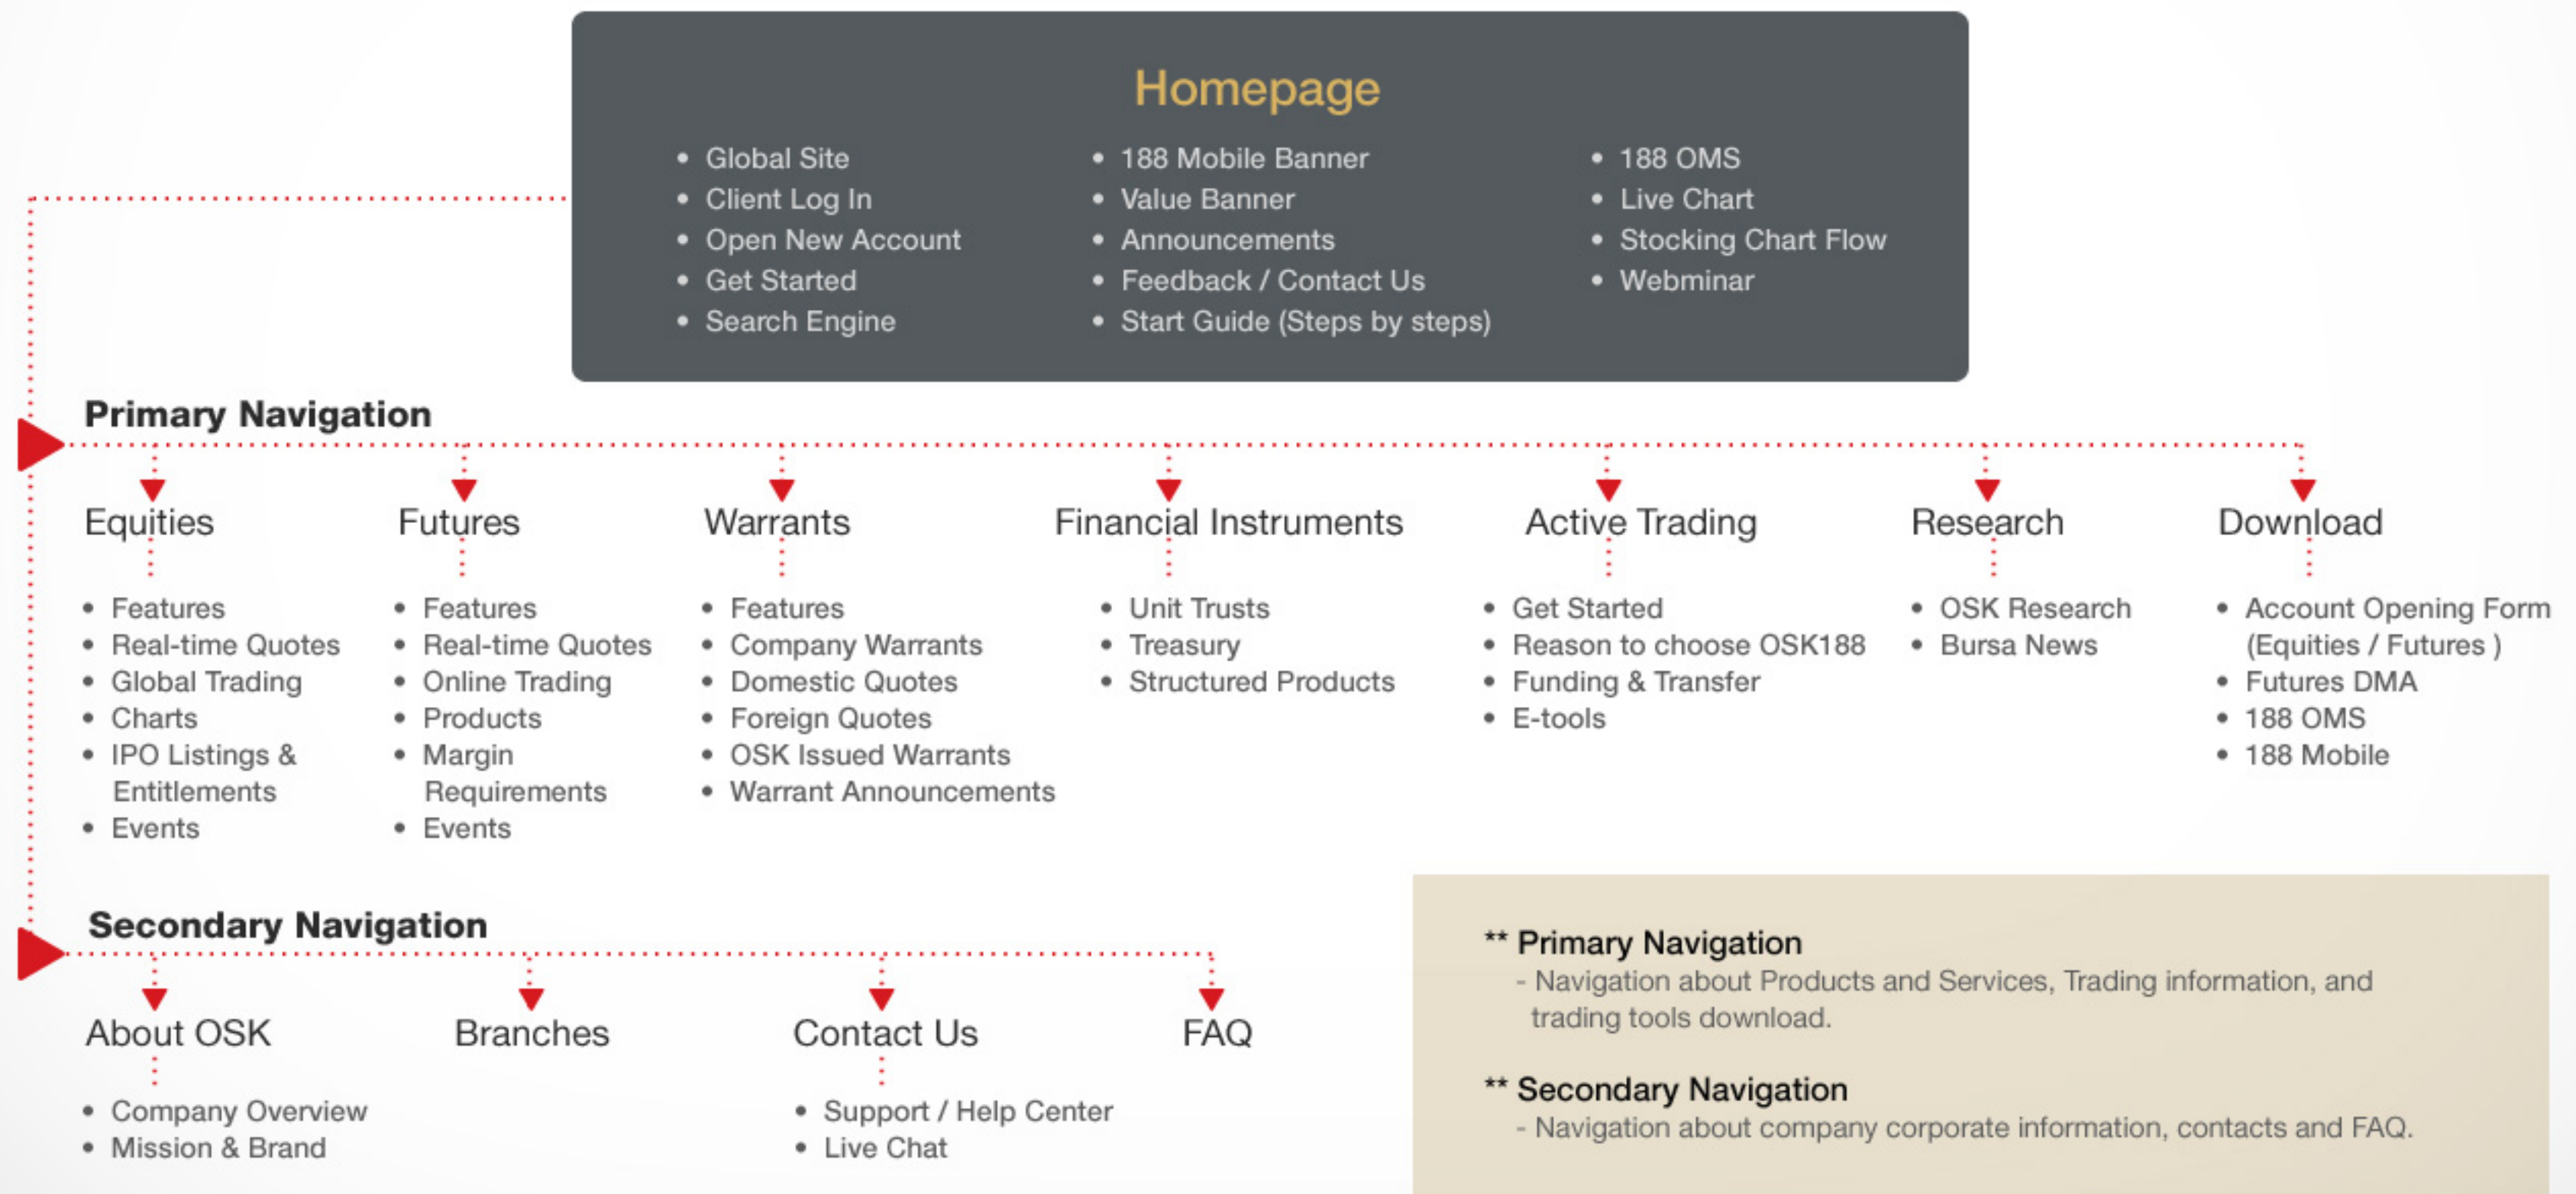 Homepage
• Global Site
• Client Log In
• Open New Account
• Get Started
• Search Engine
• 188 Mobile Banner
• Value Banner
• Announcements
• Feedback / Contact Us
• Start Guide (Steps by steps)
• 188 OMS
• Live Chart
• Stocking Chart Flow
• Webminar
Primary Navigation
Equities
• Features
• Real-time Quotes
• Global Trading
• Charts
• IPO Listings &
Entitlements
• Events
Futures
• Features
• Real-time Quotes
• Online Trading
• Products
• Margin
Requirements
• Events
Warrants
• Features
• Company Warrants
• Domestic Quotes
• Foreign Quotes
• OSK Issued Warrants
• Warrant Announcements
Financial Instruments
• Unit Trusts
• Treasury
• Structured Products
Active Trading
• Get Started
• Reason to choose OSK188
• Funding & Transfer
• E-tools
Research
• OSK Research
• Bursa News
Download
• Account Opening Form
(Equities / Futures )
• Futures DMA
• 188 OMS
• 188 Mobile
Secondary Navigation
About OSK
• Company Overview
• Mission & Brand
Branches
Contact Us
• Support / Help Center
• Live Chat
FAQ
** Primary Navigation
- Navigation about Products and Services, Trading information, and
trading tools download.
** Secondary Navigation
- Navigation about company corporate information, contacts and FAQ.